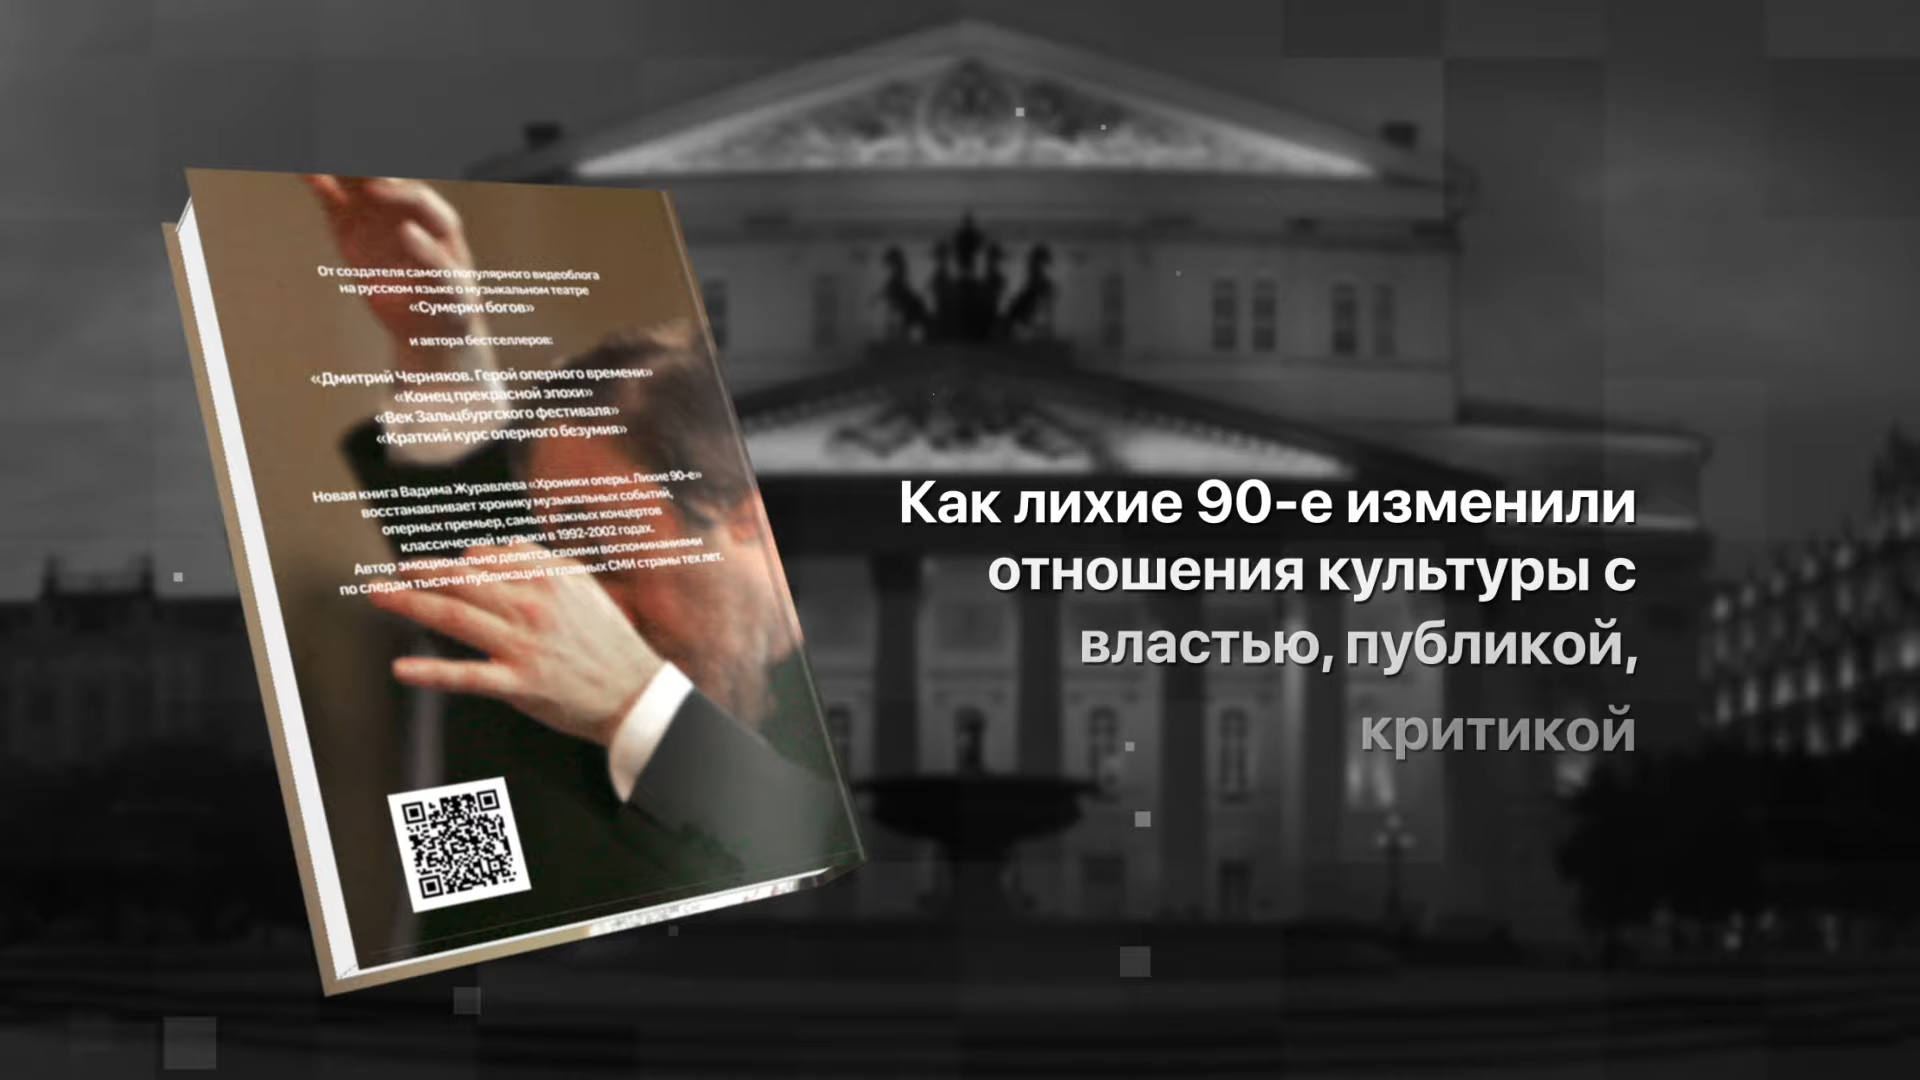 От создателя самого популярного видеоблога
на русском языке о музыкальном театре
«Сумерки богов»
и автора бестселлеров:
«Дмитрий Черняков. Герой оперного времени»
«Конец прекрасной эпохи»
«Век Зальцбургского фестиваля»
«Краткий курс оперного безумия»
Новая книга Вадима Журавлева «Хроники оперы. Лихие 90-е»
восстанавливает хронику музыкальных событий,
оперных премьер, самых важных концертов
классической музыки в 1992-2002 годах.
Автор эмоционально делится своими воспоминаниями
по следам тысячи публикаций в главных СМИ страны тех лет.
Как лихие 90-е изменили
отношения культуры с
властью, публикой,
критикой